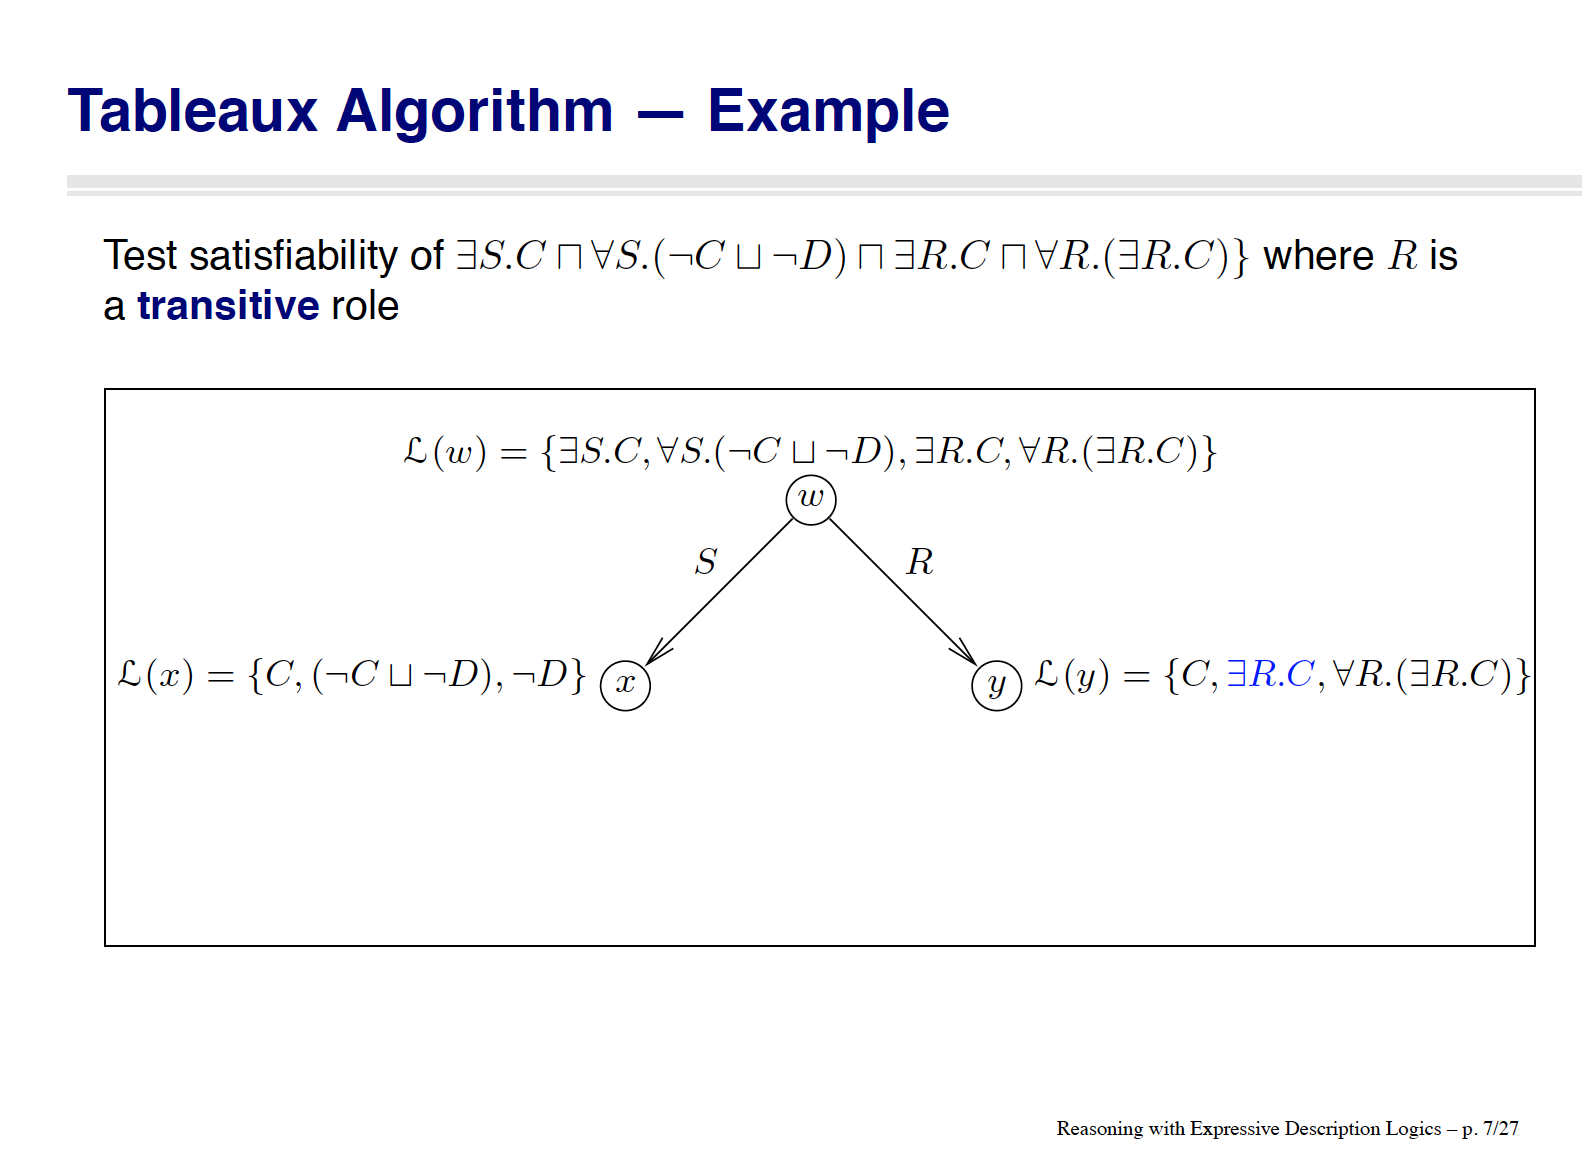 Tableaux Algorithm — Example
Test satisfiability of ∃S.C ⊓ ∀S.(¬C ⊔ ¬D) ⊓ ∃R.C ⊓ ∀R.(∃R.C)} where R is
a transitive role
ℒ(w) = {∃S.C, ∀S.(¬C ⊔ ¬D), ∃R.C, ∀R.(∃R.C)}
w
S R
ℒ(x) = {C, (¬C ⊔ ¬D), ¬D} x y ℒ(y) = {C, ∃R.C, ∀R.(∃R.C)}
Reasoning with Expressive Description Logics – p. 7/27